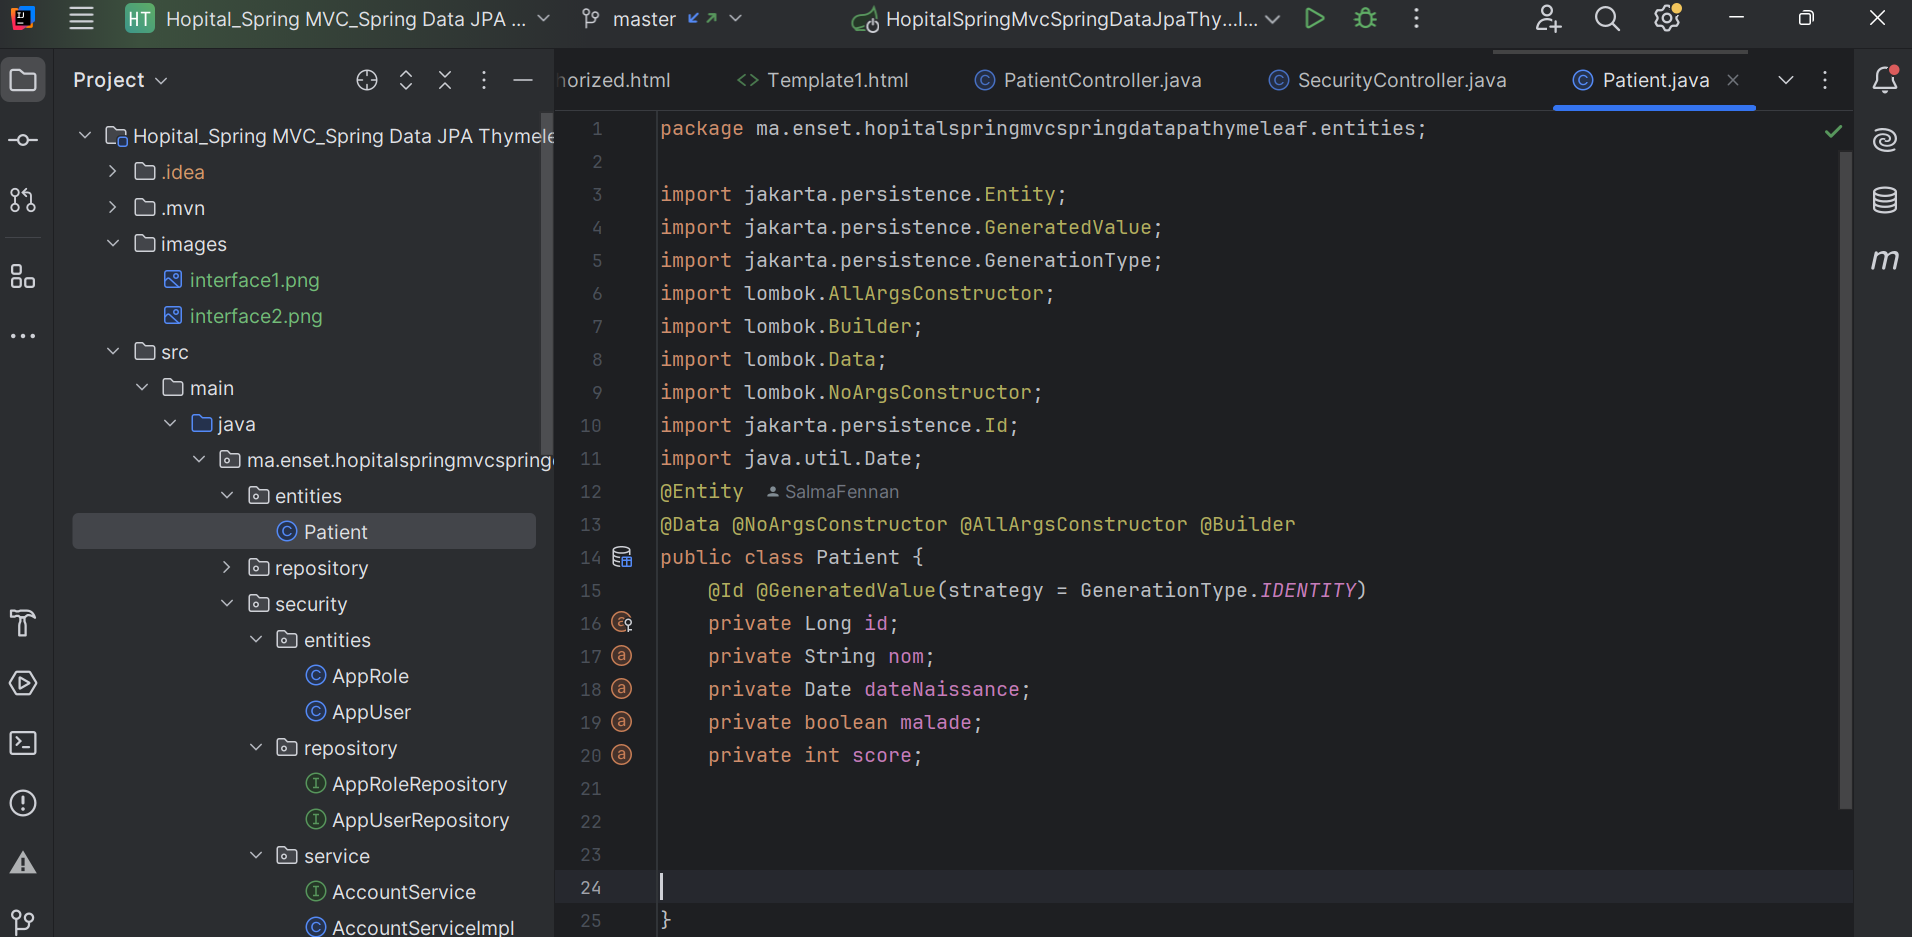 HT Hopital_Spring MVC_Spring Data JPA ... master HopitalSpringMvcSpringDataJpaThy...l...
Project
Hopital_Spring MVC_Spring Data JPA Thymele
.idea
.mvn
images
interface1.png
interface2.png
src
main
java
ma.enset.hopitalspringmvcspring
entities
Patient
repository
security
entities
AppRole
AppUser
repository
AppRoleRepository
AppUserRepository
service
AccountService
AccountServiceImpl
horized.html Template1.html PatientController.java SecurityController.java Patient.java
1 package ma.enset.hopitalspringmvcspringdatapathymeleaf.entities;
2
3 import jakarta.persistence.Entity;
4 import jakarta.persistence.GeneratedValue;
5 import jakarta.persistence.GenerationType;
6 import lombok.AllArgsConstructor;
7 import lombok.Builder;
8 import lombok.Data;
9 import lombok.NoArgsConstructor;
10 import jakarta.persistence.Id;
11 import java.util.Date;
12 @Entity SalmaFennan
13 @Data @NoArgsConstructor @AllArgsConstructor @Builder
14 public class Patient {
15 @Id @GeneratedValue(strategy = GenerationType.IDENTITY)
16 private Long id;
17 private String nom;
18 private Date dateNaissance;
19 private boolean malade;
20 private int score;
21
22
23
24
25 }